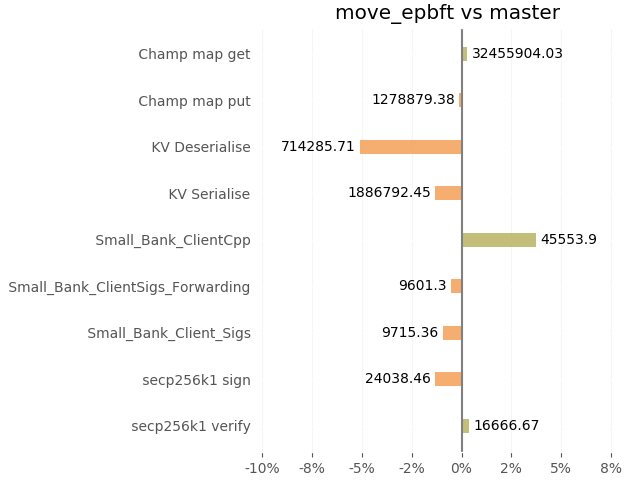 move_epbft vs master
Champ map get 32455904.03
Champ map put 1278879.38
KV Deserialise 714285.71
KV Serialise 1886792.45
Small_Bank_ClientCpp 45553.9
Small_Bank_ClientSigs_Forwarding 9601.3
Small_Bank_Client_Sigs 9715.36
secp256k1 sign 24038.46
secp256k1 verify 16666.67
-10% -8% -5% -2% 0% 2% 5% 8%